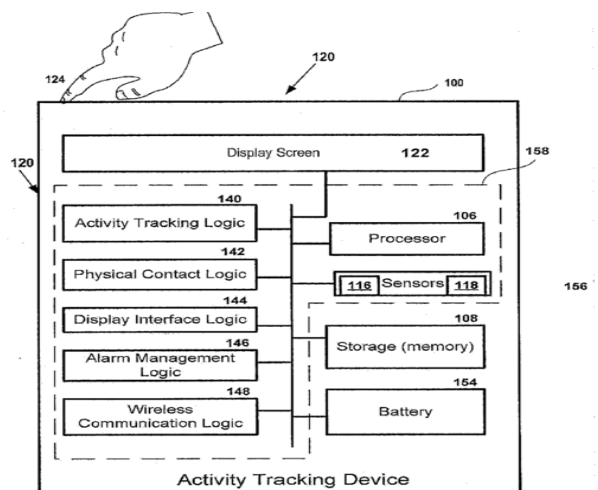 120
100
124
120
158
Display Screen 122
140
Activity Tracking Logic
106
Processor
142
Physical Contact Logic
116 Sensors 118
156
144
Display Interface Logic
108
Storage (memory)
146
Alarm Management
Logic
154
Battery
148
Wireless
Communication Logic
Activity Tracking Device